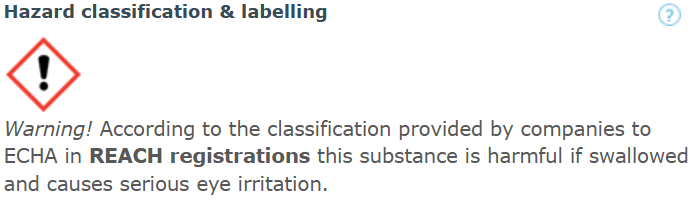 Hazard classification & labelling
?
!
Warning! According to the classification provided by companies to
ECHA in REACH registrations this substance is harmful if swallowed
and causes serious eye irritation.